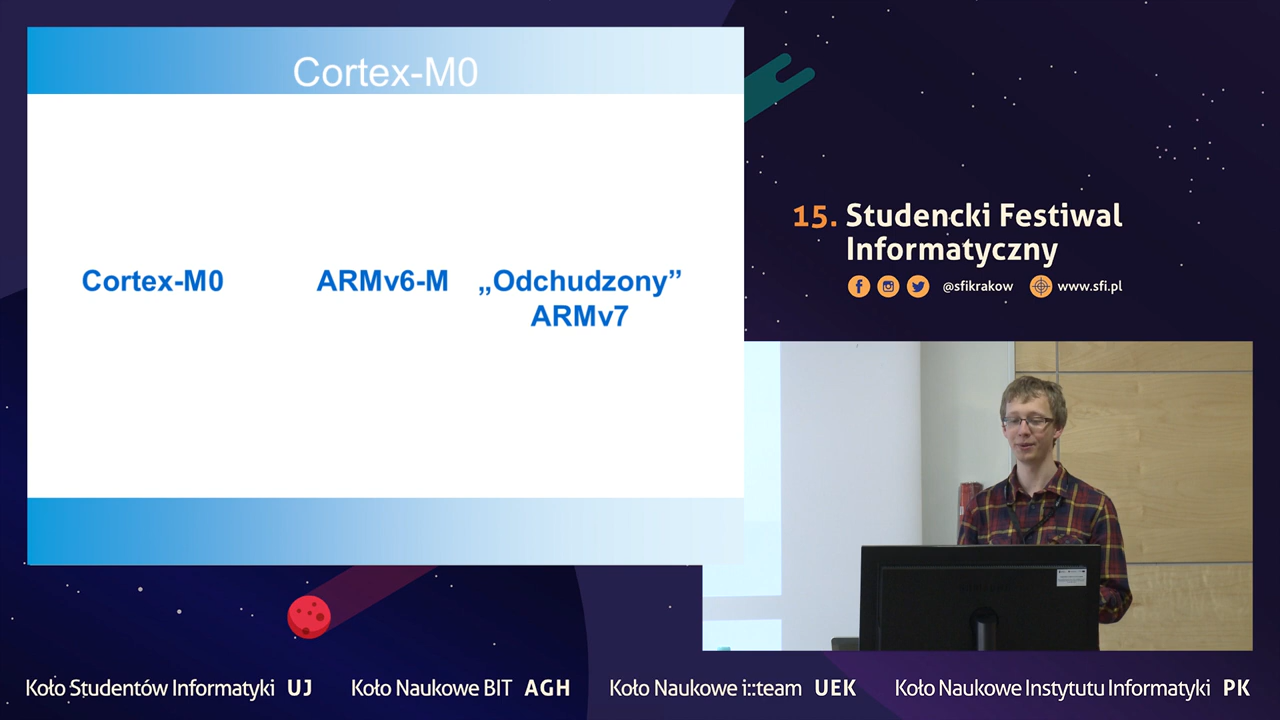 Cortex-M0
Cortex-M0
ARMv6-M
„Odchudzony”
ARMv7
15. Studencki Festiwal
Informatyczny
@sfikrakow
www.sfi.pl
Koło Studentów Informatyki UJ
Koło Naukowe BIT AGH
Koło Naukowe i::team UEK
Koło Naukowe Instytutu Informatyki PK